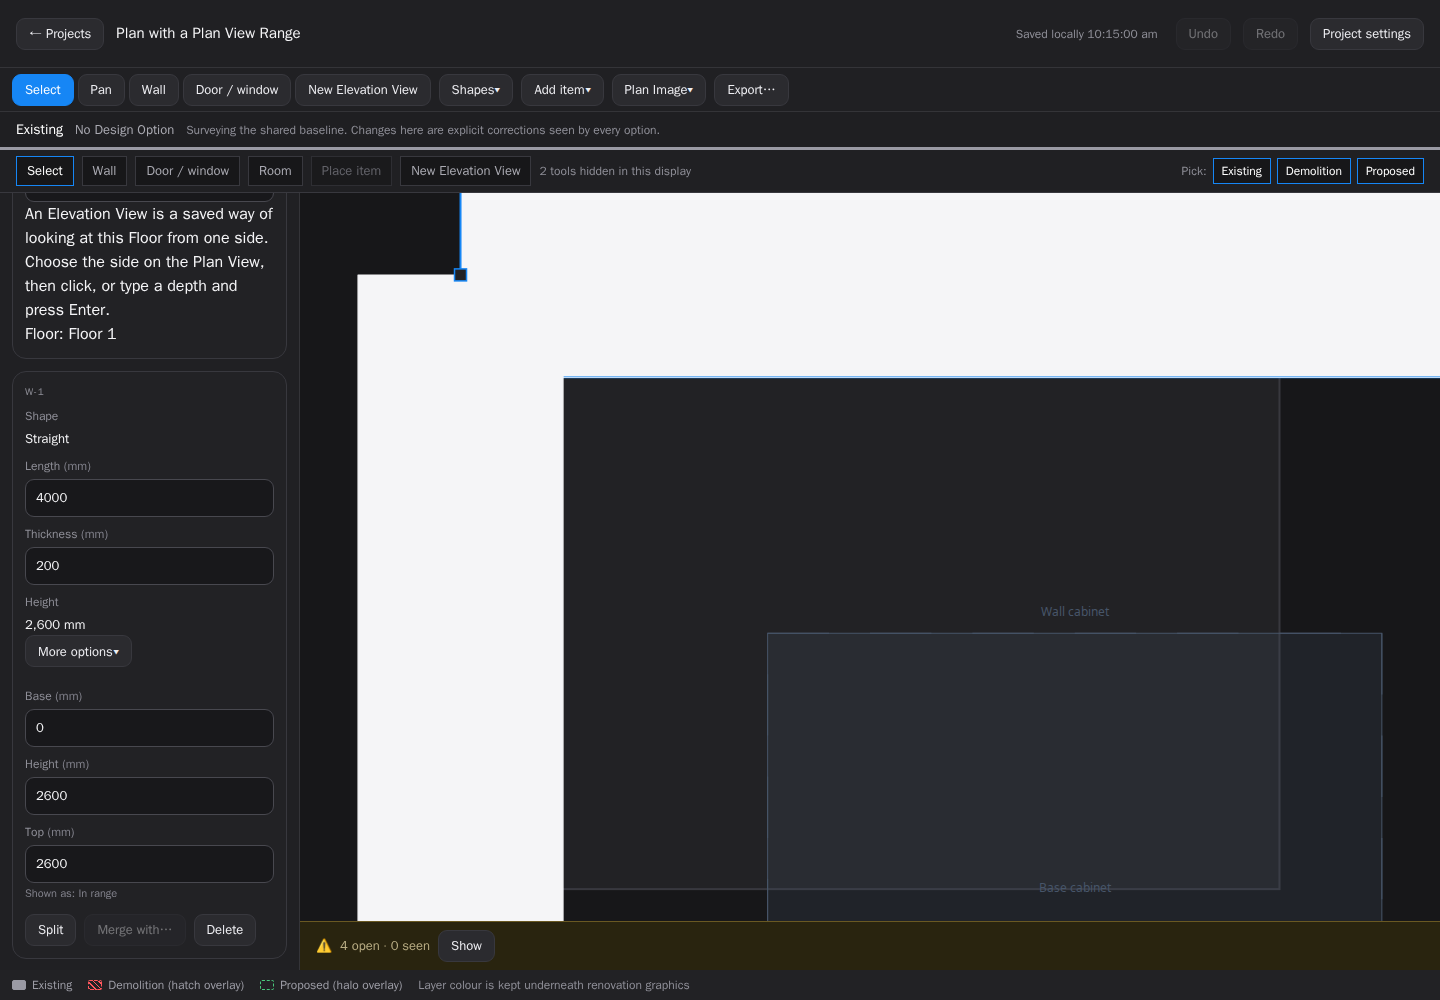 ← Projects
Plan with a Plan View Range
Saved locally 10:15:00 am
Undo
Redo
Project settings
Select
Pan
Wall
Door / window
New Elevation View
Shapes▾
Add item▾
Plan Image▾
Export⋯
Existing
No Design Option
Surveying the shared baseline. Changes here are explicit corrections seen by every option.
Select
Wall
Door / window
Room
Place item
New Elevation View
2 tools hidden in this display
Pick:
Existing
Demolition
Proposed
An Elevation View is a saved way of
looking at this Floor from one side.
Choose the side on the Plan View,
then click, or type a depth and
press Enter.
Floor: Floor 1
W-1
Shape
Straight
Length (mm)
4000
Thickness (mm)
200
Height
2,600 mm
More options▾
Base (mm)
0
Height (mm)
2600
Top (mm)
2600
Shown as: In range
Split
Merge with⋯
Delete
Wall cabinet
Base cabinet
4 open · 0 seen
Show
Existing
Demolition (hatch overlay)
Proposed (halo overlay)
Layer colour is kept underneath renovation graphics